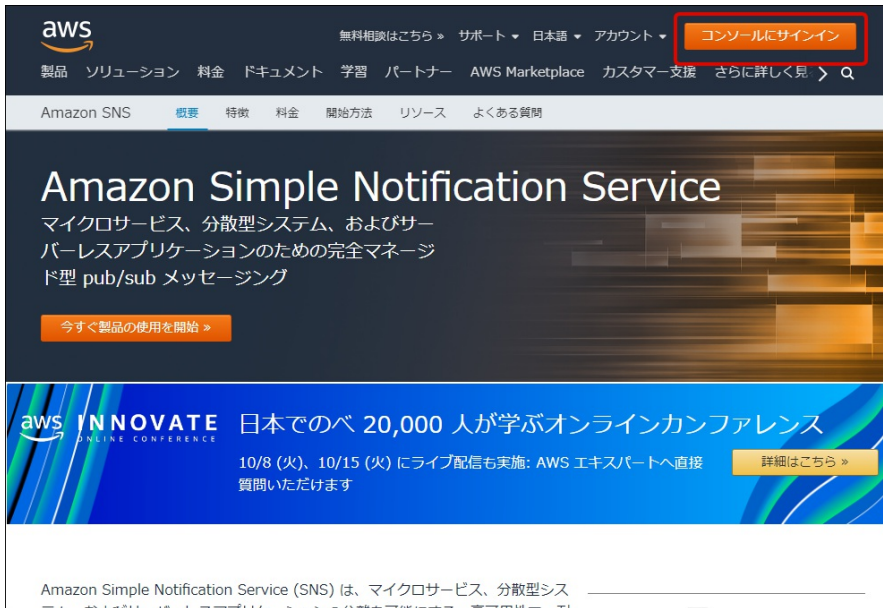 aws
無料相談はこちら » サポート ▾ 日本語 ▾ アカウント ▾ コンソールにサインイン
製品 ソリューション 料金 ドキュメント 学習 パートナー AWS Marketplace カスタマー支援 さらに詳しく見
Amazon SNS 概要 特徴 料金 開始方法 リソース よくある質問
Amazon Simple Notification Service
マイクロサービス、分散型システム、およびサー
バーレスアプリケーションのための完全マネージ
ド型 pub/sub メッセージング
今すぐ製品の使用を開始 »
aws INNOVATE
ONLINE CONFERENCE
日本でのべ 20,000 人が学ぶオンラインカンファレンス
10/8 (火)、10/15 (火) にライブ配信も実施: AWS エキスパートへ直接
質問いただけます
詳細はこちら »
Amazon Simple Notification Service (SNS) は、マイクロサービス、分散型シス